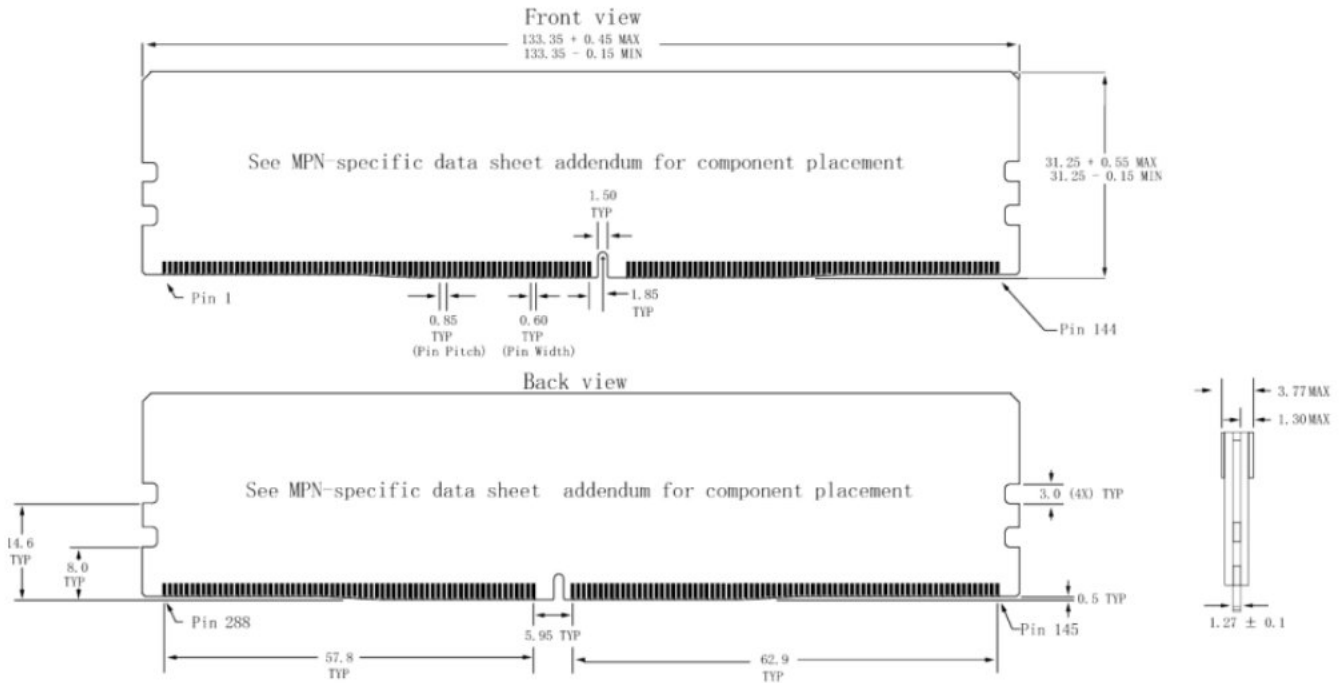 Front view
133.35 + 0.45 MAX
133.35 - 0.15 MIN
See MPN-specific data sheet addendum for component placement
31.25 + 0.55 MAX
31.25 - 0.15 MIN
1.50
TYP
Pin 1
0.85
TYP
(Pin Pitch)
0.60
TYP
(Pin Width)
1.85
TYP
Pin 144
Back view
3.77MAX
1.30MAX
See MPN-specific data sheet addendum for component placement
3.0 (4X) TYP
14.6
TYP
8.0
TYP
0.5 TYP
Pin 288
5.95 TYP
Pin 145
1.27 ± 0.1
57.8
TYP
62.9
TYP